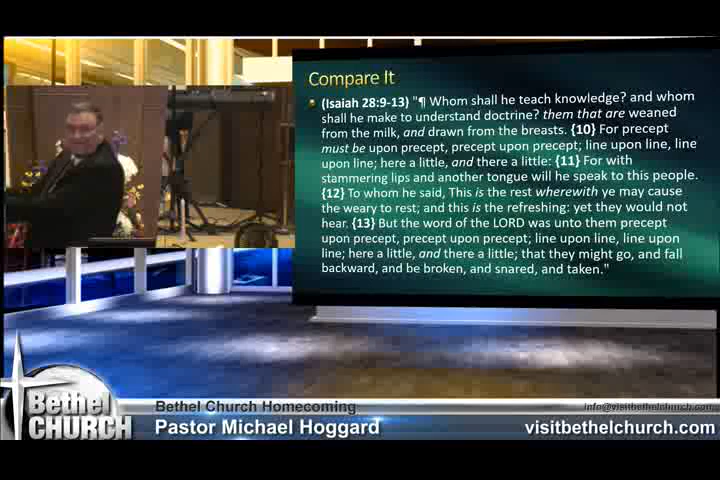 Compare It
(Isaiah 28:9-13) "¶ Whom shall he teach knowledge? and whom
shall he make to understand doctrine? them that are weaned
from the milk, and drawn from the breasts. {10} For precept
must be upon precept, precept upon precept; line upon line, line
upon line; here a little, and there a little: {11} For with
stammering lips and another tongue will he speak to this people.
{12} To whom he said, This is the rest wherewith ye may cause
the weary to rest; and this is the refreshing: yet they would not
hear. {13} But the word of the LORD was unto them precept
upon precept, precept upon precept; line upon line, line upon
line; here a little, and there a little; that they might go, and fall
backward, and be broken, and snared, and taken."
Bethel
CHURCH
Bethel Church Homecoming
info@visitbethelchurch.com
Pastor Michael Hoggard
visitbethelchurch.com